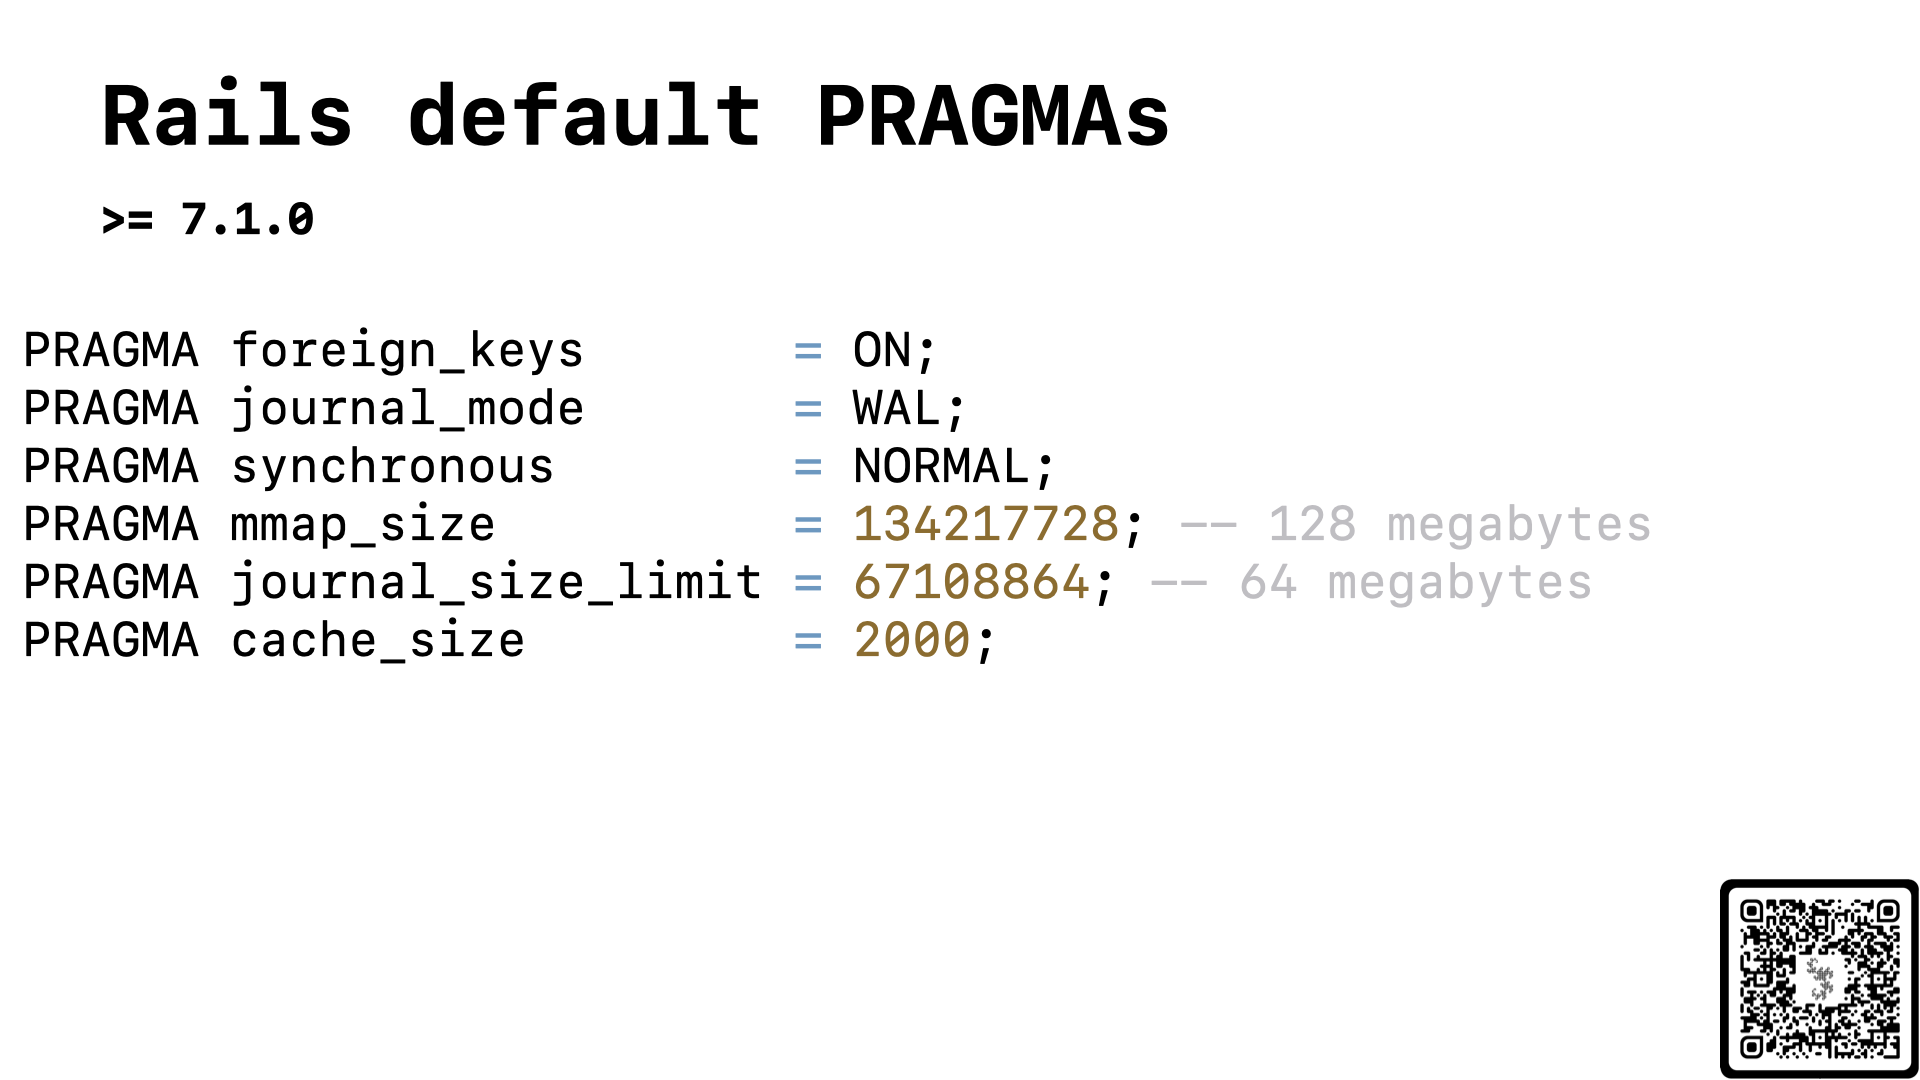 Rails default PRAGMAs
>= 7.1.0
PRAGMA foreign_keys       = ON;
PRAGMA journal_mode       = WAL;
PRAGMA synchronous        = NORMAL;
PRAGMA mmap_size          = 134217728; -- 128 megabytes
PRAGMA journal_size_limit = 67108864; -- 64 megabytes
PRAGMA cache_size         = 2000;